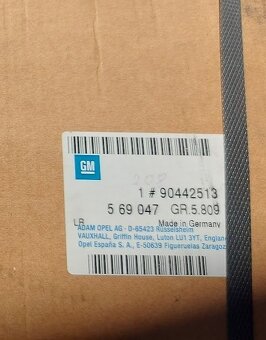 GM
1 # 90442513
5 69 047 GR.5.809
LR Made in Germany
ADAM OPEL AG - D-65423 Rüsselsheim
VAUXHALL, Griffin House, Luton LU1 3YT, England
Opel España S. A., E-50639 Figueruelas Zaragoz